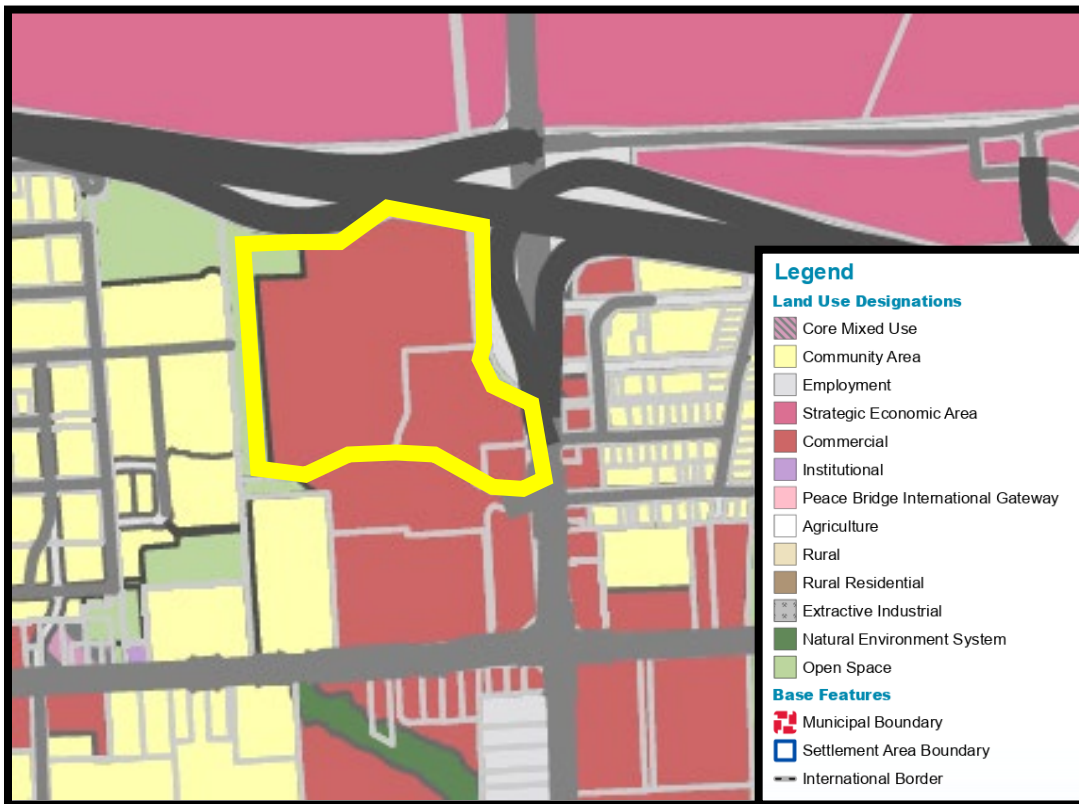 Legend
Land Use Designations
Core Mixed Use
Community Area
Employment
Strategic Economic Area
Commercial
Institutional
Peace Bridge International Gateway
Agriculture
Rural
Rural Residential
Extractive Industrial
Natural Environment System
Open Space
Base Features
Municipal Boundary
Settlement Area Boundary
International Border